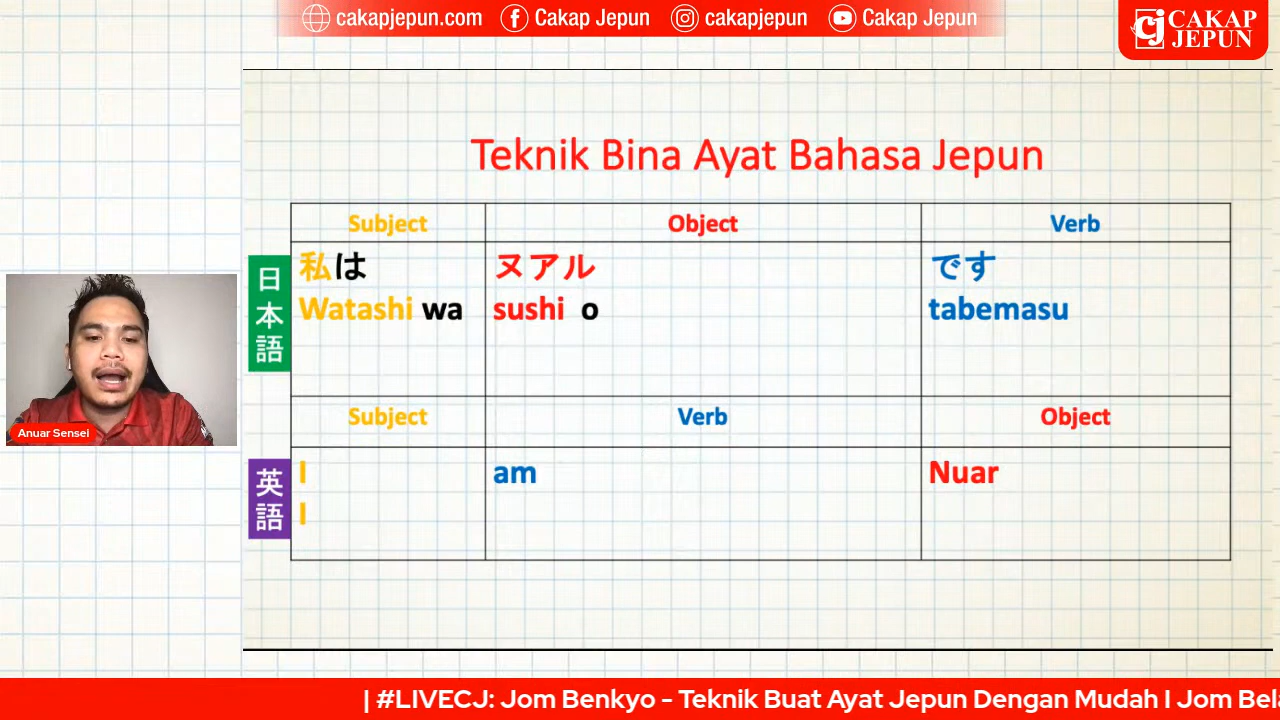 cakapjepun.com Cakap Jepun cakapjepun Cakap Jepun
CAKAP
JEPUN
Teknik Bina Ayat Bahasa Jepun
Subject Object Verb
日本語
私は ヌアル です
Watashi wa sushi o tabemasu
Subject Verb Object
英語
I am Nuar
I
Anuar Sensei
| #LIVECJ: Jom Benkyo - Teknik Buat Ayat Jepun Dengan Mudah I Jom Bel